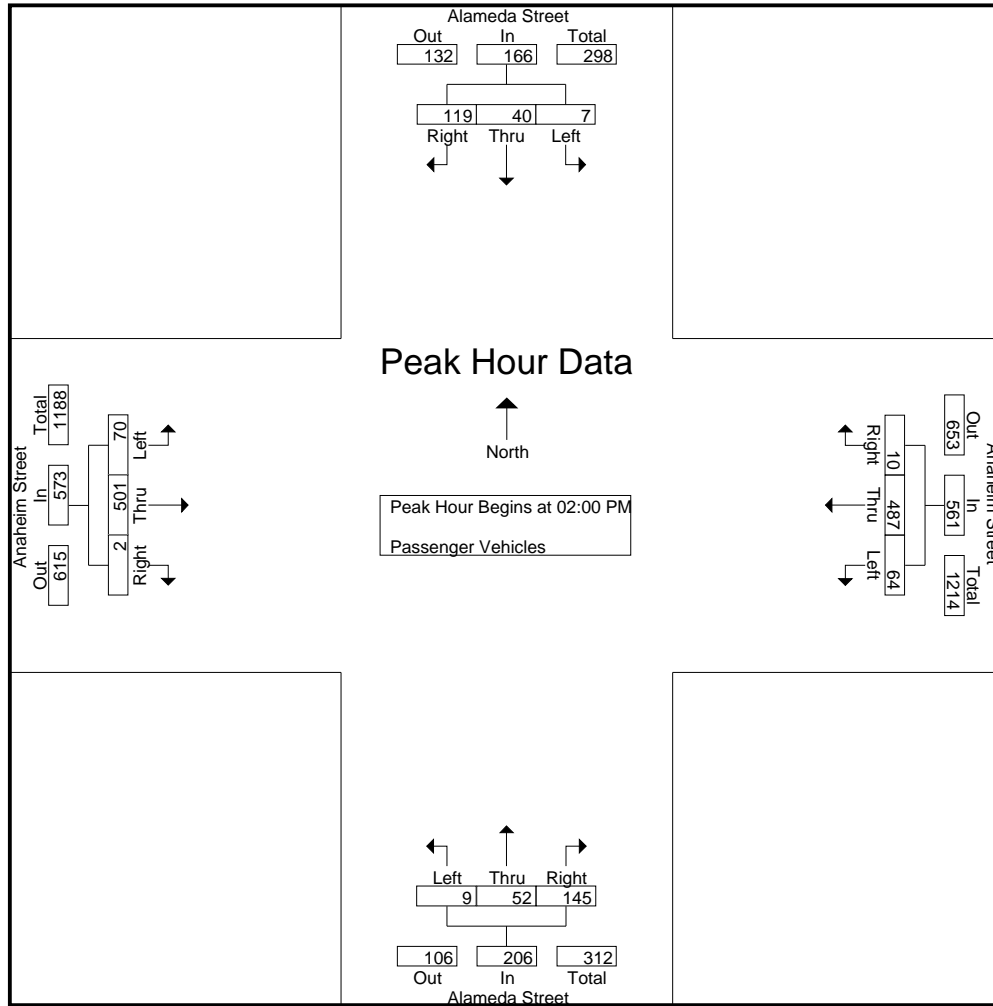 Alameda Street
Out In Total
132 166 298
119 40 7
Right Thru Left
Peak Hour Data
North
Peak Hour Begins at 02:00 PM
Passenger Vehicles
Anaheim Street
Out In Total
615 573 1188
2 501 70
Right Thru Left
Anaheim Street
Out In Total
653 561 1214
10 487 64
Right Thru Left
Left Thru Right
9 52 145
106 206 312
Out In Total
Alameda Street